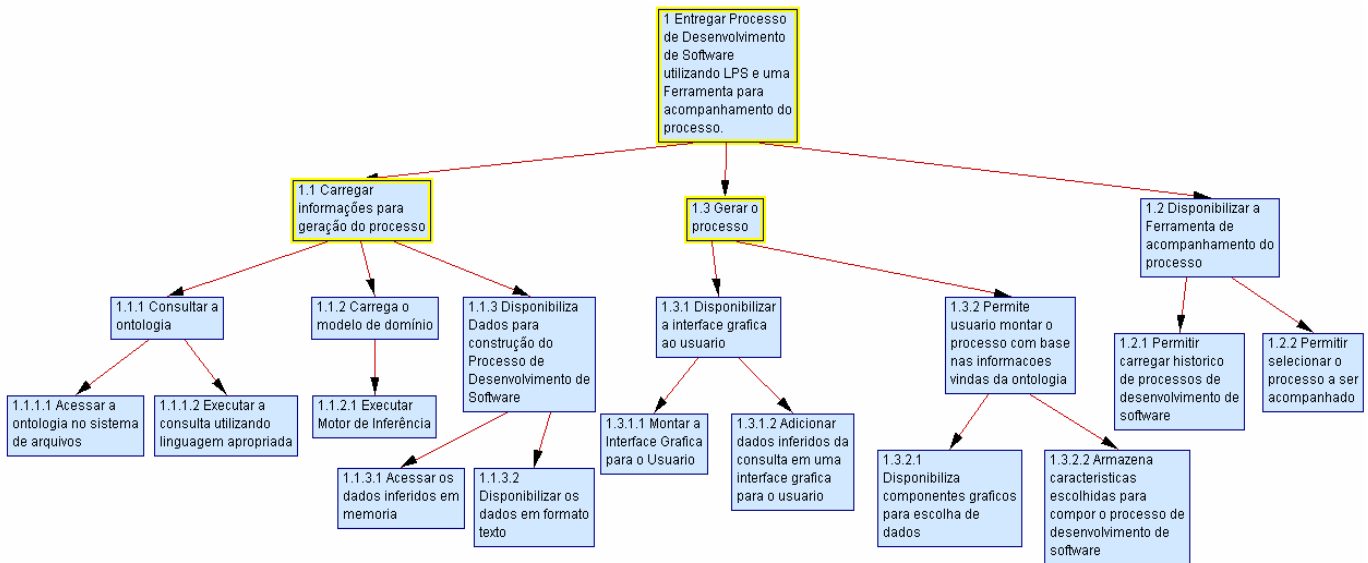 1 Entregar Processo
de Desenvolvimento
de Software
utilizando LPS e uma
Ferramenta para
acompanhamento do
processo.
1.1 Carregar
informações para
geração do processo
1.3 Gerar o
processo
1.2 Disponibilizar a
Ferramenta de
acompanhamento do
processo
1.1.1 Consultar a
ontologia
1.1.2 Carrega o
modelo de domínio
1.1.3 Disponibiliza
Dados para
construção do
Processo de
Desenvolvimento de
Software
1.3.1 Disponibilizar
a interface grafica
ao usuario
1.3.2 Permite
usuario montar o
processo com base
nas informacoes
vindas da ontologia
1.2.1 Permitir
carregar historico
de processos de
desenvolvimento de
software
1.2.2 Permitir
selecionar o
processo a ser
acompanhado
1.1.1.1 Acessar a
ontologia no sistema
de arquivos
1.1.1.2 Executar a
consulta utilizando
linguagem apropriada
1.1.2.1 Executar
Motor de Inferência
1.1.3.1 Acessar os
dados inferidos em
memoria
1.1.3.2
Disponibilizar os
dados em formato
texto
1.3.1.1 Montar a
Interface Grafica
para o Usuario
1.3.1.2 Adicionar
dados inferidos da
consulta em uma
interface grafica
para o usuario
1.3.2.1
Disponibiliza
componentes graficos
para escolha de
dados
1.3.2.2 Armazena
caracteristicas
escolhidas para
compor o processo de
desenvolvimento de
software